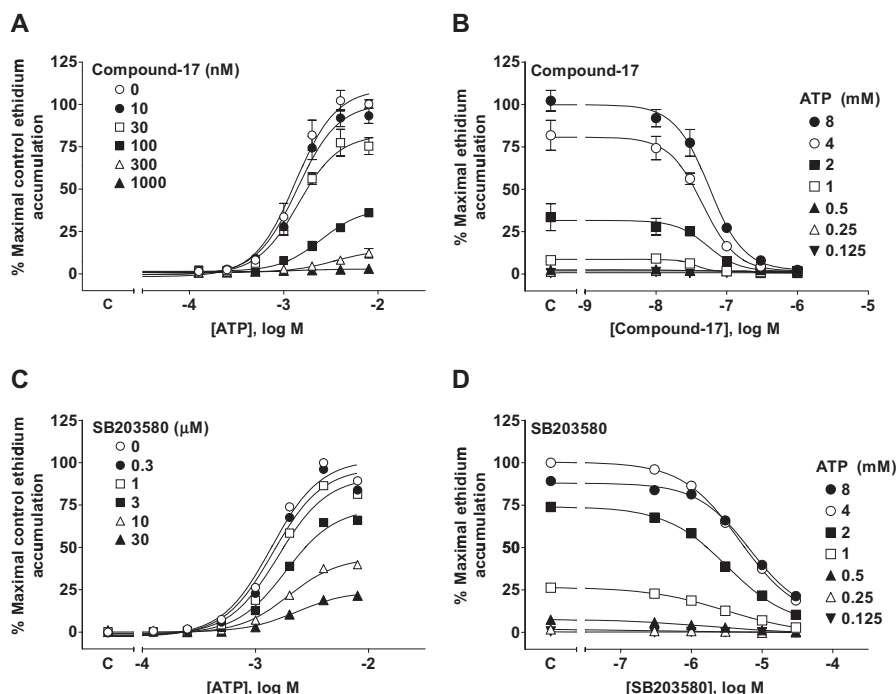 A
% Maximal control ethidium
accumulation
125
100
75
50
25
0
Compound-17 (nM)
0
10
30
100
300
1000
C
-4
-3
-2
[ATP], log M
B
% Maximal ethidium
accumulation
125
100
75
50
25
0
Compound-17
ATP (mM)
8
4
2
1
0.5
0.25
0.125
C
-9
-8
-7
-6
-5
[Compound-17], log M
C
% Maximal control ethidium
accumulation
125
100
75
50
25
0
SB203580 (μM)
0
0.3
1
3
10
30
C
-4
-3
-2
[ATP], log M
D
% Maximal ethidium
accumulation
125
100
75
50
25
0
SB203580
ATP (mM)
8
4
2
1
0.5
0.25
0.125
C
-7
-6
-5
-4
[SB203580], log M